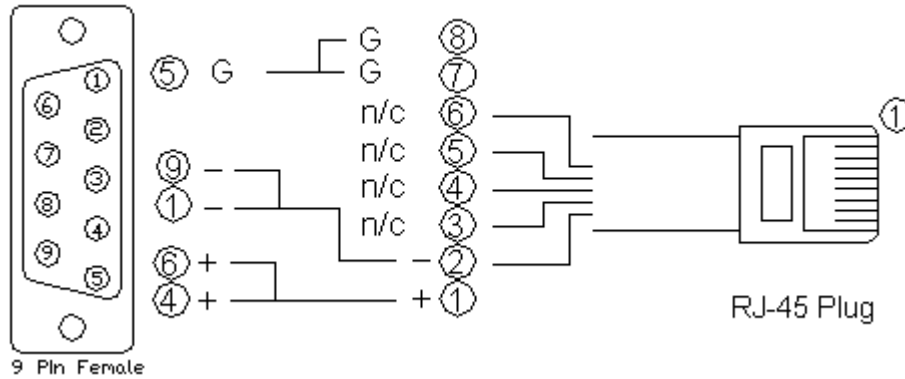 1
6
2
7
3
8
4
9
5
9 Pin Female
5 G
9 -
1 -
6 +
4 +
G 8
G 7
n/c 6
n/c 5
n/c 4
n/c 3
- 2
+ 1
1
RJ-45 Plug